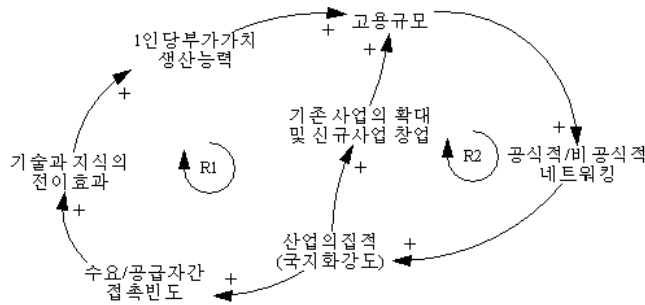 고용규모
1인당부가가치
생산능력
+
+
+
기존 사업의 확대
및 신규사업 창업
+
R1
R2
+
공식적/비 공식적
네트워킹
기술과 지식의
전이효과
+
+
산업의집적
(국지화강도)
+
수요/공급자간
접촉빈도
+